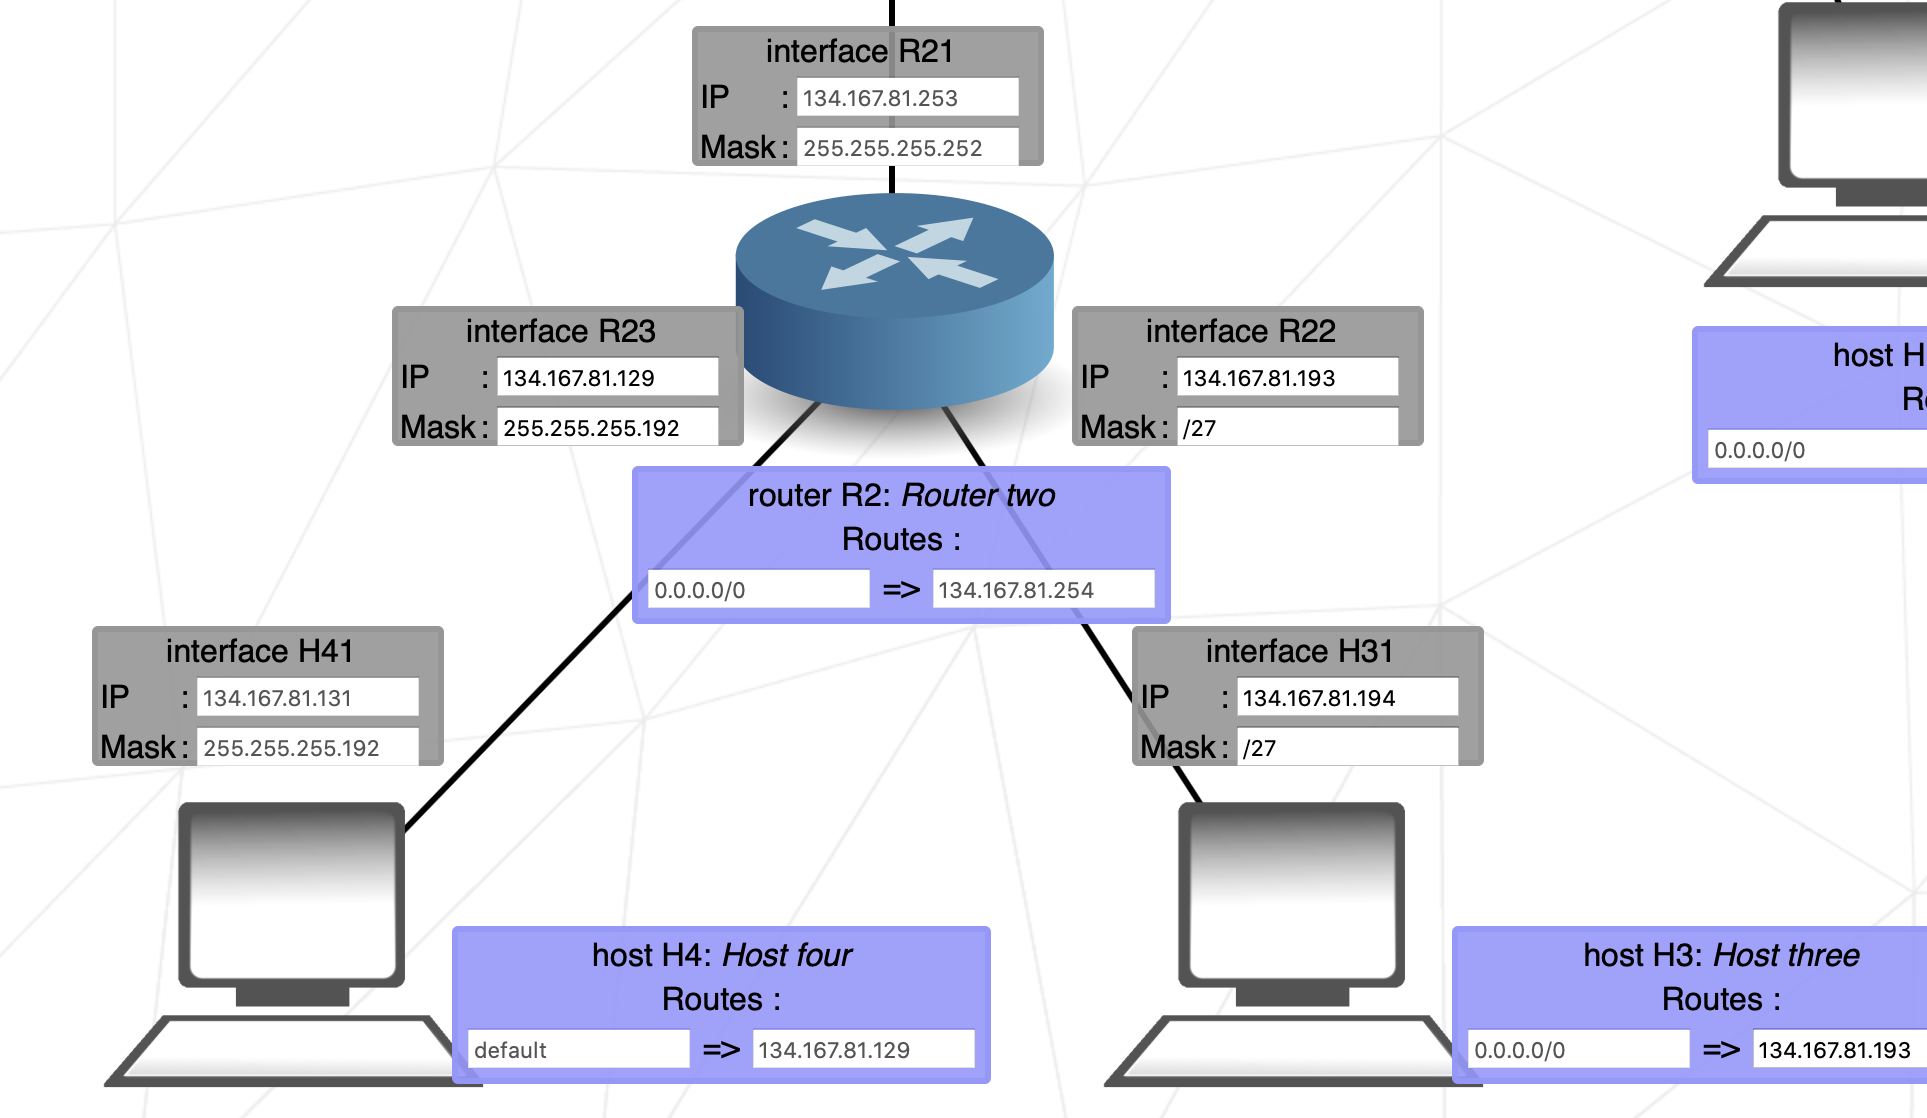 interface R21
IP : 134.167.81.253
Mask : 255.255.255.252
interface R23
IP : 134.167.81.129
Mask : 255.255.255.192
interface R22
IP : 134.167.81.193
Mask : /27
host H
R
0.0.0.0/0
router R2: Router two
Routes :
0.0.0.0/0 => 134.167.81.254
interface H41
IP : 134.167.81.131
Mask : 255.255.255.192
interface H31
IP : 134.167.81.194
Mask : /27
host H4: Host four
Routes :
default => 134.167.81.129
host H3: Host three
Routes :
0.0.0.0/0 => 134.167.81.193